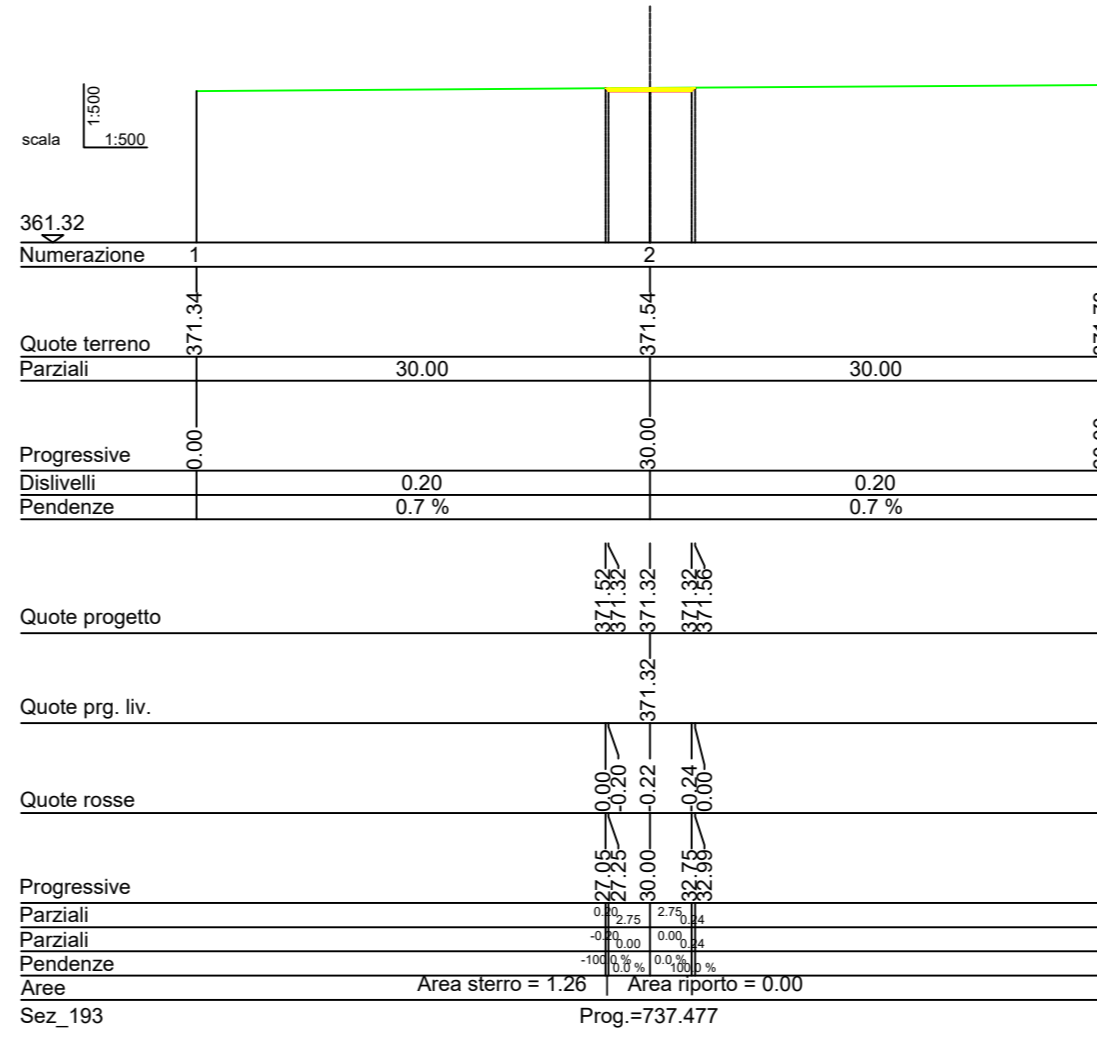 1:500
scala 1:500
361.32
Numerazione 1 2
Quote terreno 371.34 371.54
Parziali 30.00 30.00
Progressive 0.00 30.00
Dislivelli 0.20 0.20
Pendenze 0.7 % 0.7 %
Quote progetto 371.52 371.32 371.32 371.32 371.56
Quote prg. liv. 371.32
Quote rosse 0.00 -0.20 -0.22 -0.24 0.00
Progressive 27.05 27.25 30.00 32.75 32.99
Parziali 0.20 2.75 2.75 0.24
Parziali -0.20 0.00 0.00 0.24
Pendenze -100.0 % 0.0 % 0.0 % 100.0 %
Aree Area sterro = 1.26 Area riporto = 0.00
Sez_193 Prog.=737.477